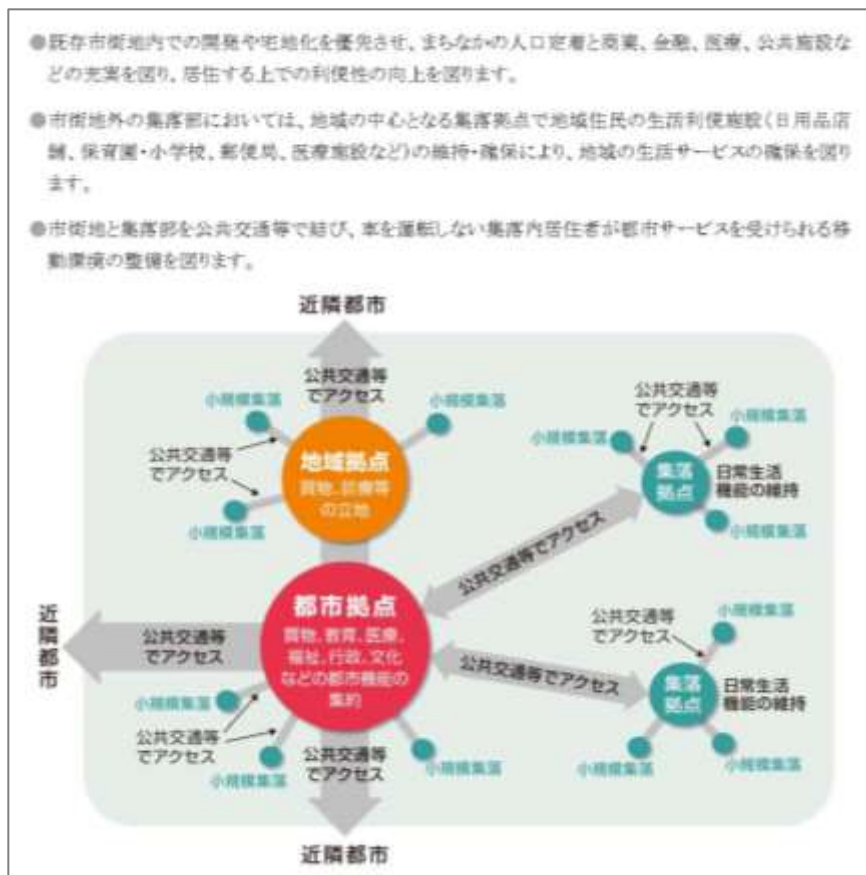 ●既存市街地内での開発や宅地化を優先させ、まちなかの人口定着と商業、金融、医療、公共施設な
どの充実を図り、居住する上での利便性の向上を図ります。
●市街地外の集落部においては、地域の中心となる集落拠点で地域住民の生活利便施設(日用品店
舗、保育園・小学校、郵便局、医療施設など)の維持・確保により、地域の生活サービスの確保を図り
ます。
●市街地と集落部を公共交通等で結び、車を運転しない集落内居住者が都市サービスを受けられる移
動環境の整備を図ります。
近隣都市
公共交通等
でアクセス
小規模集落
小規模集落
公共交通等
でアクセス
地域拠点
買物、診療等
の立地
小規模集落
公共交通等
でアクセス
小規模集落
小規模集落
集落
拠点
日常生活
機能の維持
小規模集落
公共交通等でアクセス
近隣都市
公共交通等
でアクセス
都市拠点
買物、教育、医療、
福祉、行政、文化
などの都市機能の
集約
公共交通等でアクセス
小規模集落
公共交通等
でアクセス
集落
拠点
日常生活
機能の維持
小規模集落
小規模集落
小規模集落
公共交通等
でアクセス
小規模集落
公共交通等
でアクセス
小規模集落
近隣都市